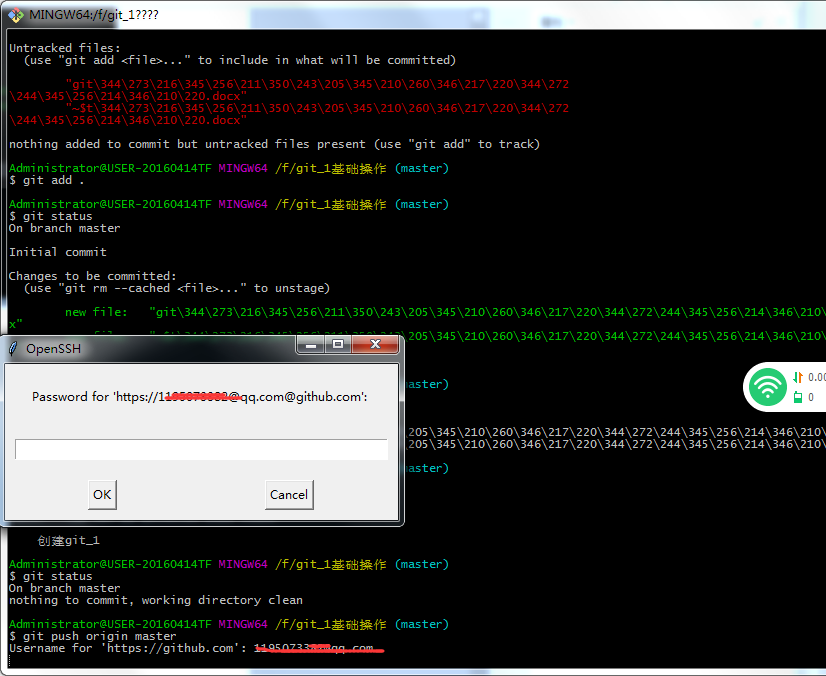 MINGW64:/f/git_1????
Untracked files:
(use "git add <file>..." to include in what will be committed)
"git\344\273\216\345\256\211\350\243\205\345\210\260\346\217\220\344\272
\244\345\256\214\346\210\220.docx"
"~$t\344\273\216\345\256\211\350\243\205\345\210\260\346\217\220\344\272
\244\345\256\214\346\210\220.docx"
nothing added to commit but untracked files present (use "git add" to track)
Administrator@USER-20160414TF MINGW64 /f/git_1基础操作 (master)
$ git add .
Administrator@USER-20160414TF MINGW64 /f/git_1基础操作 (master)
$ git status
On branch master
Initial commit
Changes to be committed:
(use "git rm --cached <file>..." to unstage)
new file: "git\344\273\216\345\256\211\350\243\205\345\210\260\346\217\220\344\272\244\345\256\214\346\210
x"
\205\345\210\260\346\217\220\344\272\244\345\256\214\346\210
OpenSSH
Password for 'https://@qq.com@github.com':
OK
Cancel
aster)
0.00
0
\205\345\210\260\346\217\220\344\272\244\345\256\214\346\210\
\205\345\210\260\346\217\220\344\272\244\345\256\214\346\210\
aster)
创建git_1
Administrator@USER-20160414TF MINGW64 /f/git_1基础操作 (master)
$ git status
On branch master
nothing to commit, working directory clean
Administrator@USER-20160414TF MINGW64 /f/git_1基础操作 (master)
$ git push origin master
Username for 'https://github.com':